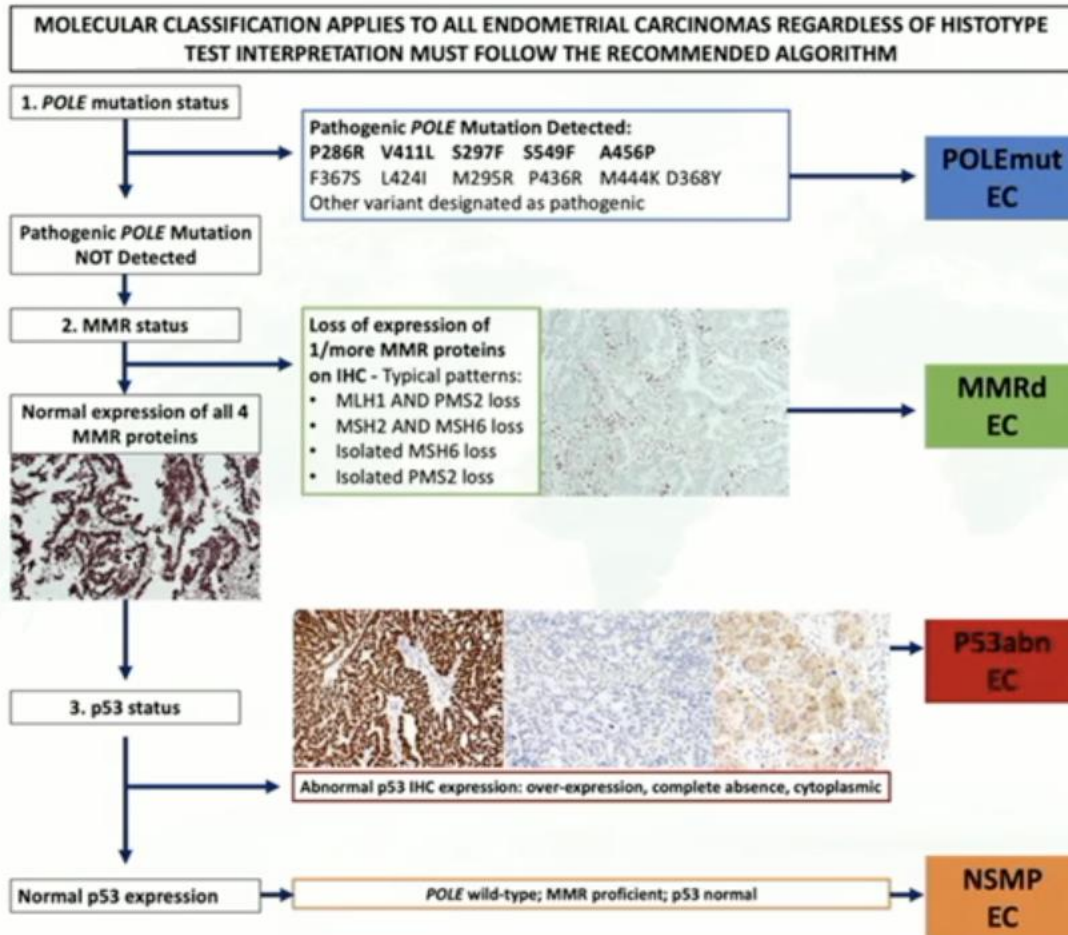 MOLECULAR CLASSIFICATION APPLIES TO ALL ENDOMETRIAL CARCINOMAS REGARDLESS OF HISTOTYPE
TEST INTERPRETATION MUST FOLLOW THE RECOMMENDED ALGORITHM
1. POLE mutation status
Pathogenic POLE Mutation Detected:
P286R V411L S297F S549F A456P
F367S L424I M295R P436R M444K D368Y
Other variant designated as pathogenic
POLEmut
EC
Pathogenic POLE Mutation
NOT Detected
2. MMR status
Loss of expression of
1/more MMR proteins
on IHC - Typical patterns:
• MLH1 AND PMS2 loss
• MSH2 AND MSH6 loss
• Isolated MSH6 loss
• Isolated PMS2 loss
MMRd
EC
Normal expression of all 4
MMR proteins
P53abn
EC
3. p53 status
Abnormal p53 IHC expression: over-expression, complete absence, cytoplasmic
Normal p53 expression
POLE wild-type; MMR proficient; p53 normal
NSMP
EC